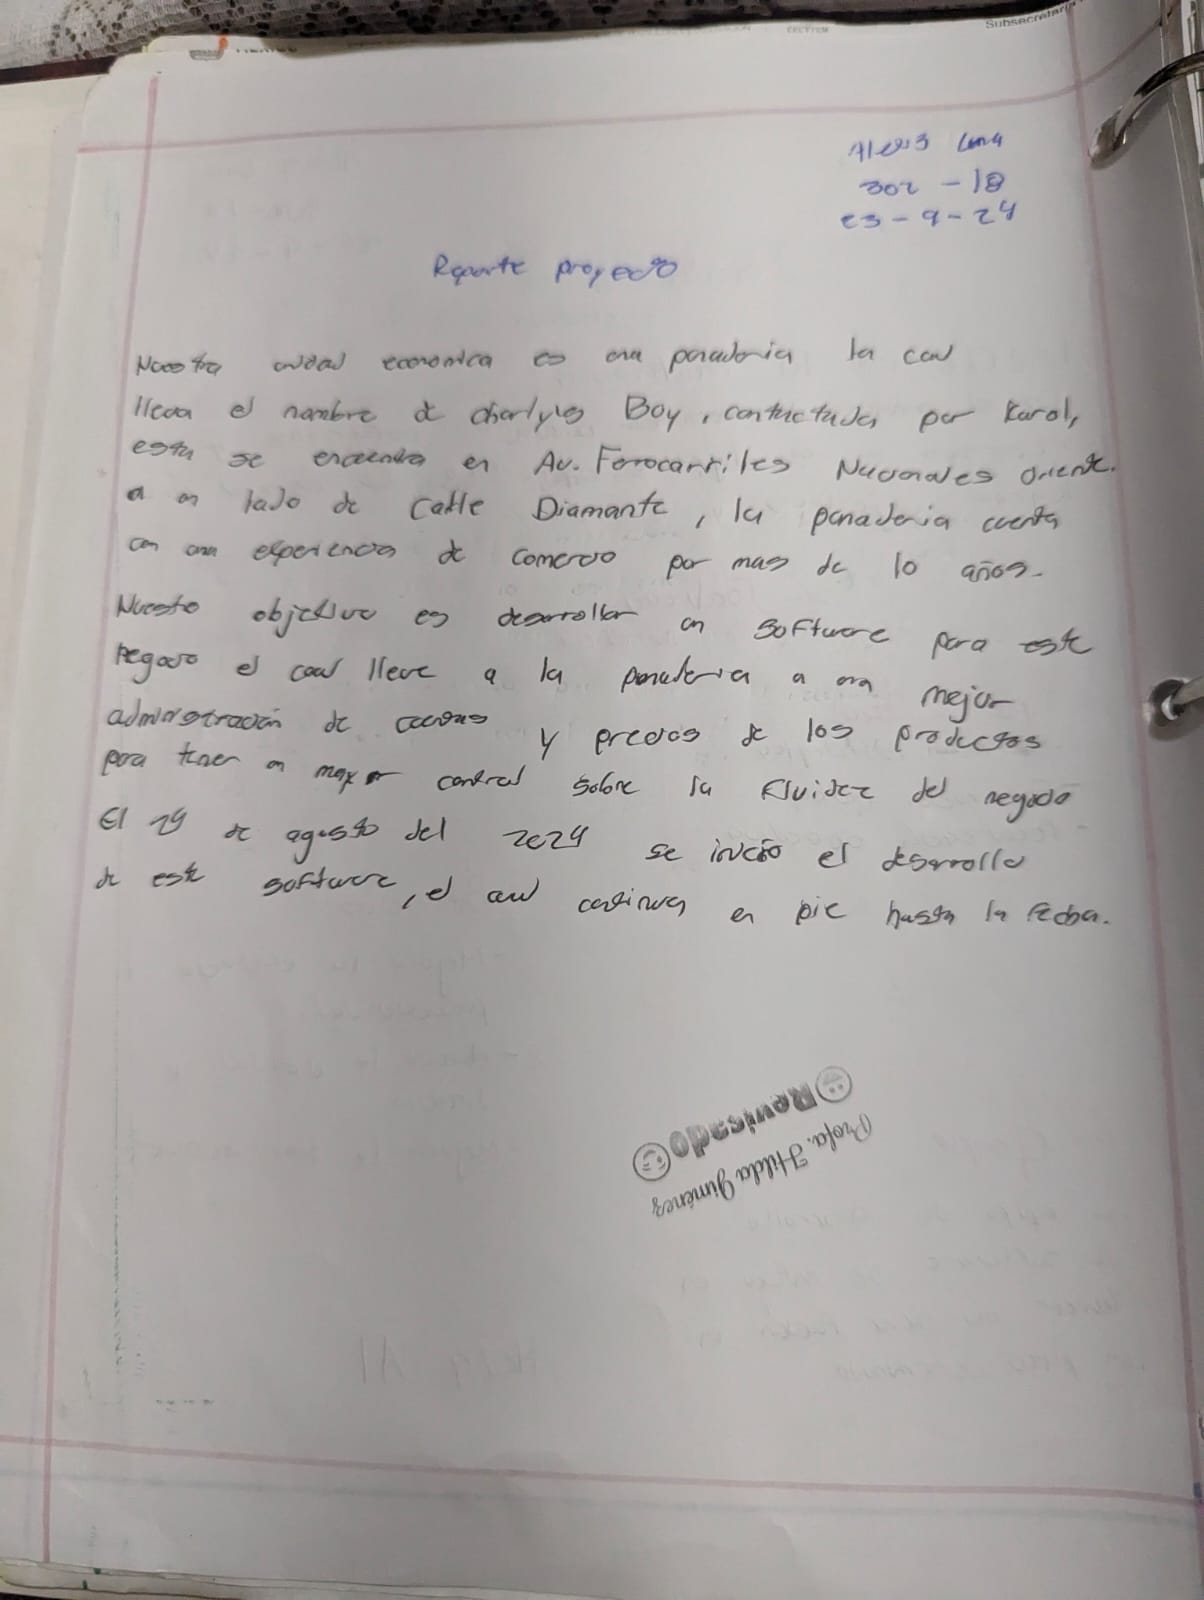 Subsecretaría
Alexis Luna
302 - 18
23 - 9 - 24
Reporte proyecto
Nuestra unidad economica es una panaderia la cual
lleva el nombre de Charlyis Boy, contactada por Karol,
esta se encuentra en Av. Ferrocarriles Nacionales Oriente.
a un lado de Calle Diamante, la panaderia cuenta
con una experiencia de comercio por mas de 10 años.
Nuestro objetivo es desarrollar un software para este
negocio el cual lleve a la panaderia a una mejor
administración de y precios de los productos
para tener un mayor control sobre la fluidez del negocio
El 29 de agosto del 2024 se inicio el desarrollo
de este software, el cual continua en pie hasta la fecha.
Revisado
Profa. Hilda Jiménez